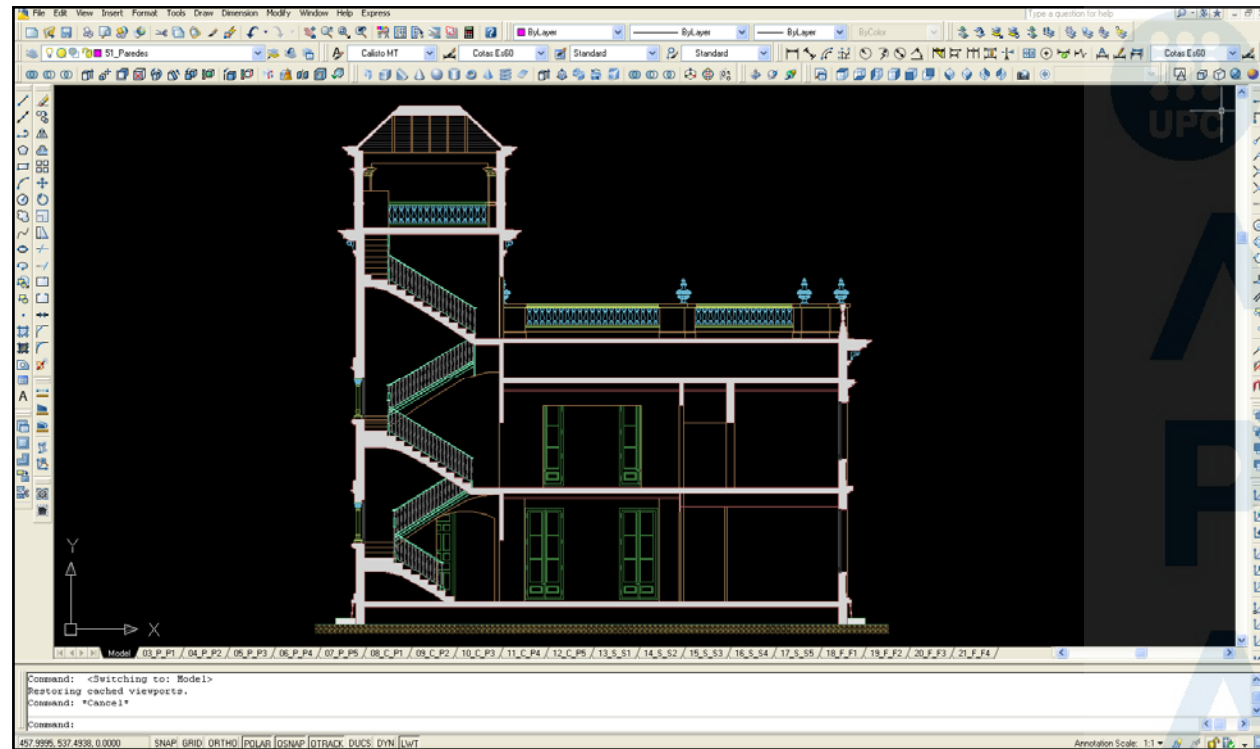 File Edit View Insert Format Tools Draw Dimension Modify Window Help Express
Type a question for help
ByLayer ByLayer ByLayer ByColor
51_Paredes Calisto MT Cotas Es60 Standard Standard Cotas Es60
UPC
A
P
A
Y
X
Model 03_P_P1 / 04_P_P2 / 05_P_P3 / 06_P_P4 / 07_P_P5 / 08_C_P1 / 09_C_P2 / 10_C_P3 / 11_C_P4 / 12_C_P5 / 13_S_S1 / 14_S_S2 / 15_S_S3 / 16_S_S4 / 17_S_S5 / 18_F_F1 / 19_F_F2 / 20_F_F3 / 21_F_F4 /
Command: <Switching to: Model>
Restoring cached viewports.
Command: *Cancel*
Command:
457.9995, 537.4938, 0.0000 SNAP GRID ORTHO POLAR OSNAP OTRACK DUCS DYN LWT Annotation Scale: 1:1